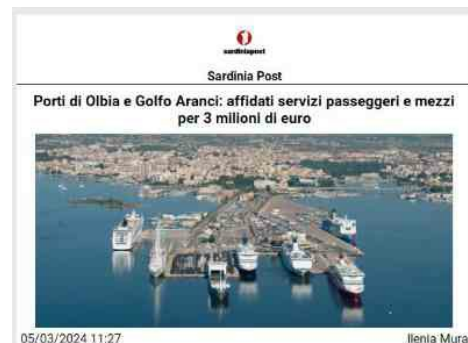 sardiniapost
Sardinia Post
Porti di Olbia e Golfo Aranci: affidati servizi passeggeri e mezzi
per 3 milioni di euro
05/03/2024 11:27 Ilenia Mura